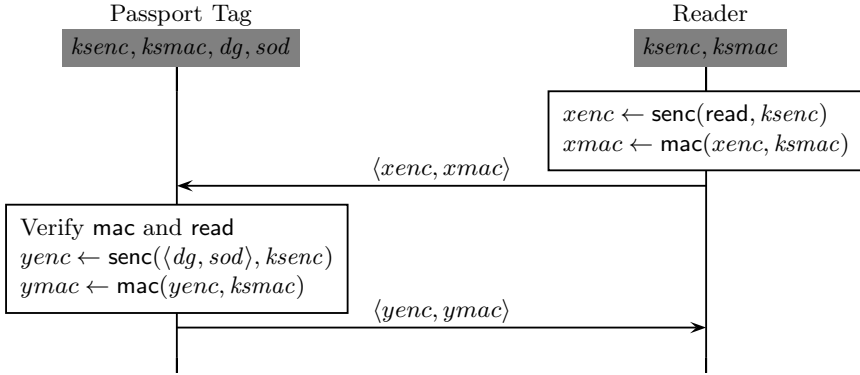 Passport Tag
Reader
ksenc, ksmac, dg, sod
ksenc, ksmac
xenc ← senc(read, ksenc)
xmac ← mac(xenc, ksmac)
⟨xenc, xmac⟩
Verify mac and read
yenc ← senc(⟨dg, sod⟩, ksenc)
ymac ← mac(yenc, ksmac)
⟨yenc, ymac⟩